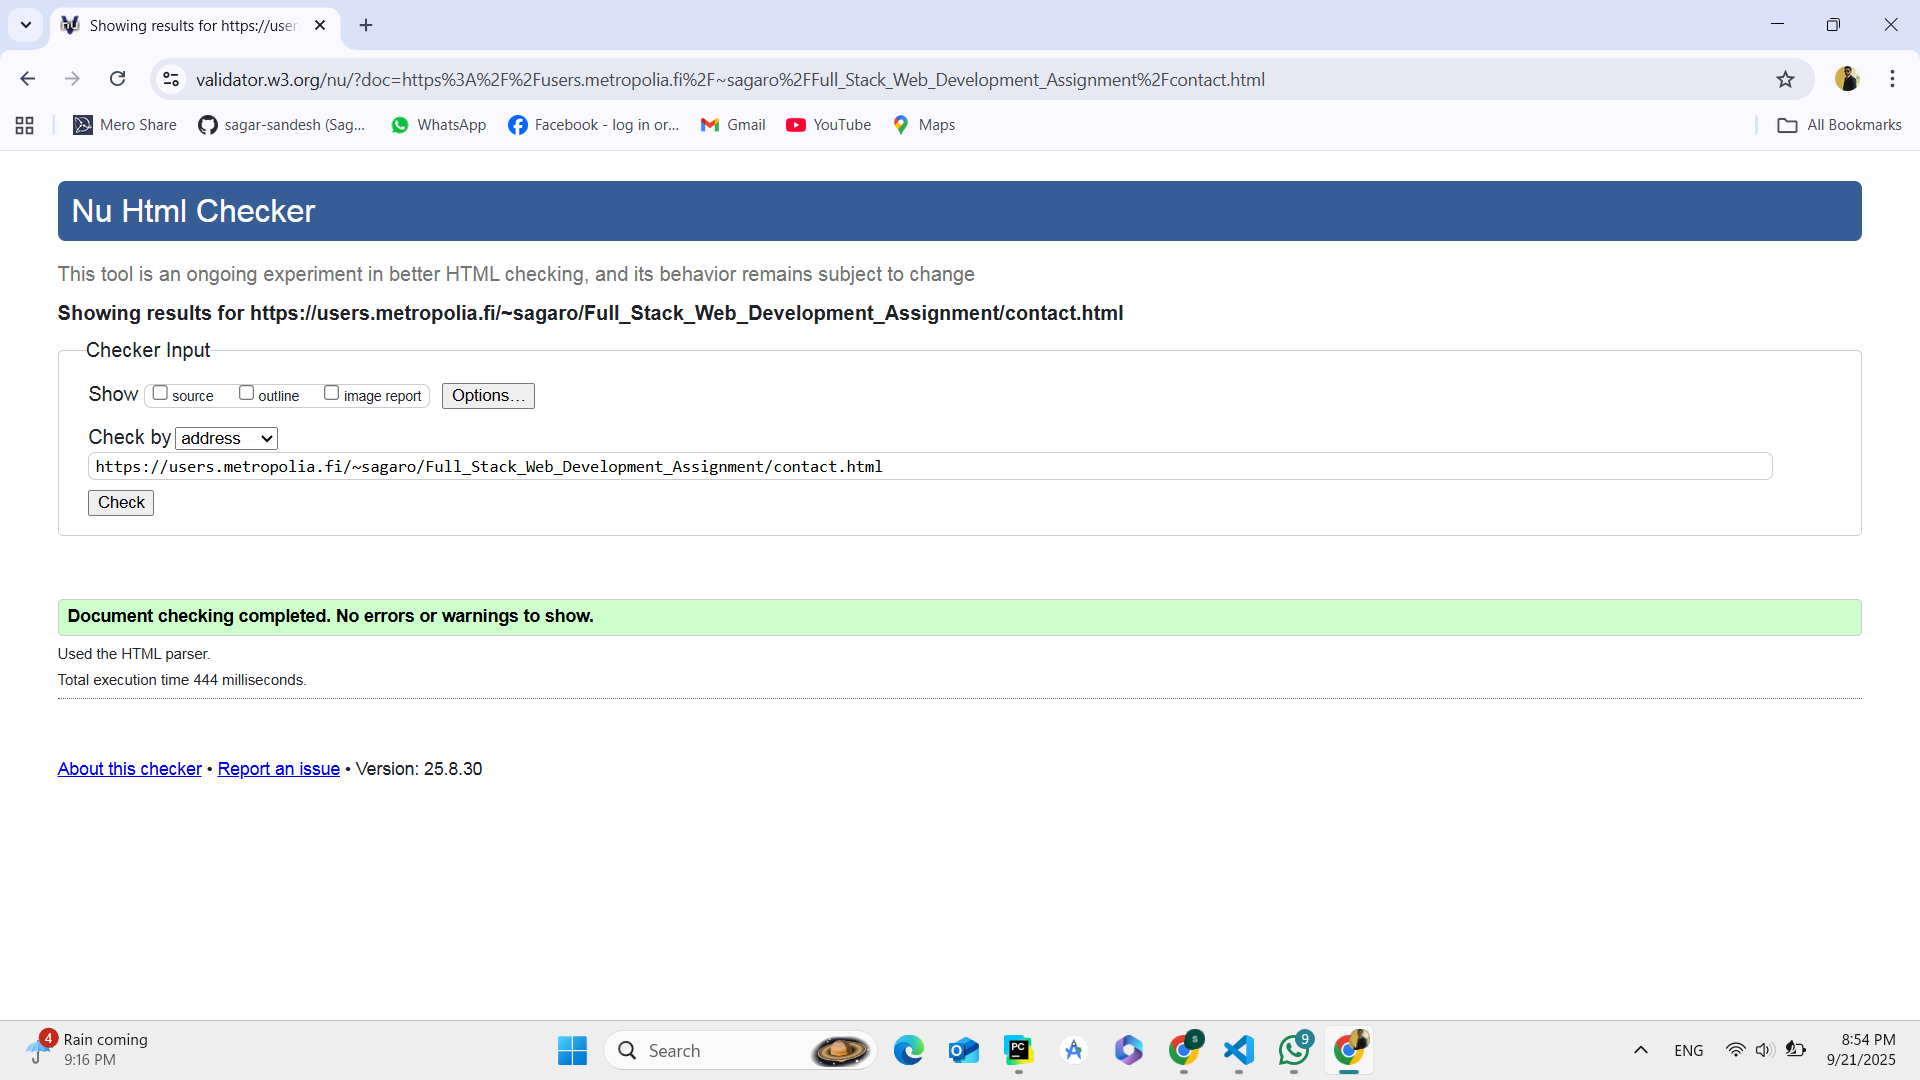 Showing results for https://user
validator.w3.org/nu/?doc=https%3A%2F%2Fusers.metropolia.fi%2F~sagaro%2FFull_Stack_Web_Development_Assignment%2Fcontact.html
Mero Share sagar-sandesh (Sag... WhatsApp Facebook - log in or... Gmail YouTube Maps All Bookmarks
Nu Html Checker
This tool is an ongoing experiment in better HTML checking, and its behavior remains subject to change
Showing results for https://users.metropolia.fi/~sagaro/Full_Stack_Web_Development_Assignment/contact.html
Checker Input
Show source outline image report Options...
Check by address
https://users.metropolia.fi/~sagaro/Full_Stack_Web_Development_Assignment/contact.html
Check
Document checking completed. No errors or warnings to show.
Used the HTML parser.
Total execution time 444 milliseconds.
About this checker • Report an issue • Version: 25.8.30
4 Rain coming
9:16 PM
Search
PC
S
9
ENG
8:54 PM
9/21/2025